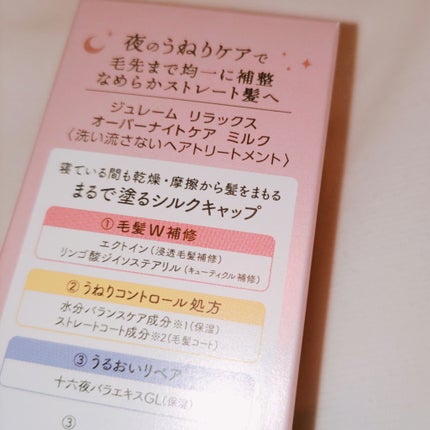 夜のうねりケアで
毛先まで均一に補整
なめらかストレート髪へ
ジュレーム リラックス
オーバーナイトケア ミルク
〈洗い流さないヘアトリートメント〉
寝ている間も乾燥・摩擦から髪をまもる
まるで塗るシルクキャップ
①毛髪W補修
エクトイン（浸透毛髪補修）
リンゴ酸ジイソステアリル（キューティクル補修）
②うねりコントロール処方
水分バランスケア成分※1（保湿）
ストレートコート成分※2（毛髪コート）
③うるおいリペア
十六夜バラエキスGL（保湿）
③